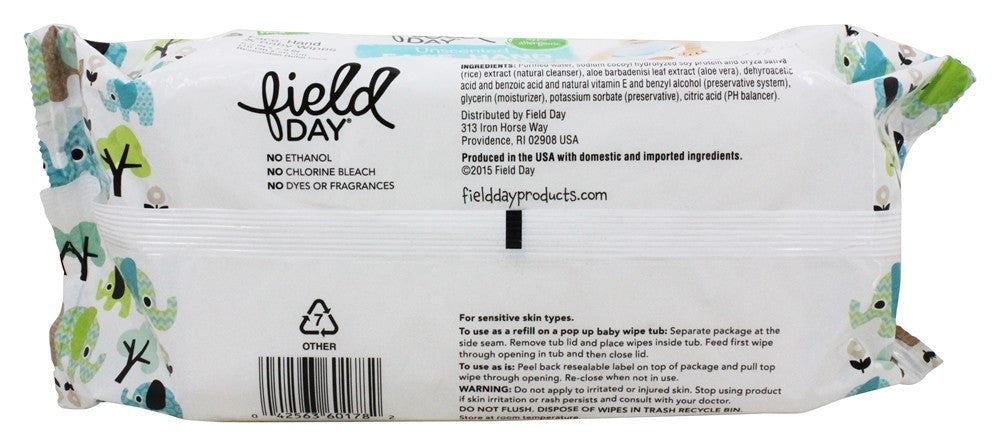 Unscented
field
DAY®
NO ETHANOL
NO CHLORINE BLEACH
NO DYES OR FRAGRANCES
INGREDIENTS: Purified water, sodium cocoyl hydrolyzed soy protein and oryza sativa
(rice) extract (natural cleanser), aloe barbadenisi leaf extract (aloe vera), dehyroacetic
acid and benzoic acid and natural vitamin E and benzyl alcohol (preservative system),
glycerin (moisturizer), potassium sorbate (preservative), citric acid (PH balancer).
Distributed by Field Day
313 Iron Horse Way
Providence, RI 02908 USA
Produced in the USA with domestic and imported ingredients.
©2015 Field Day
fielddayproducts.com
7
OTHER
0 42563 60178 2
For sensitive skin types.
To use as a refill on a pop up baby wipe tub: Separate package at the
side seam. Remove tub lid and place wipes inside tub. Feed first wipe
through opening in tub and then close lid.
To use as is: Peel back resealable label on top of package and pull top
wipe through opening. Re-close when not in use.
WARNING: Do not apply to irritated or injured skin. Stop using product
if skin irritation or rash persists and consult with your doctor.
DO NOT FLUSH. DISPOSE OF WIPES IN TRASH RECYCLE BIN.
Store at room temperature.